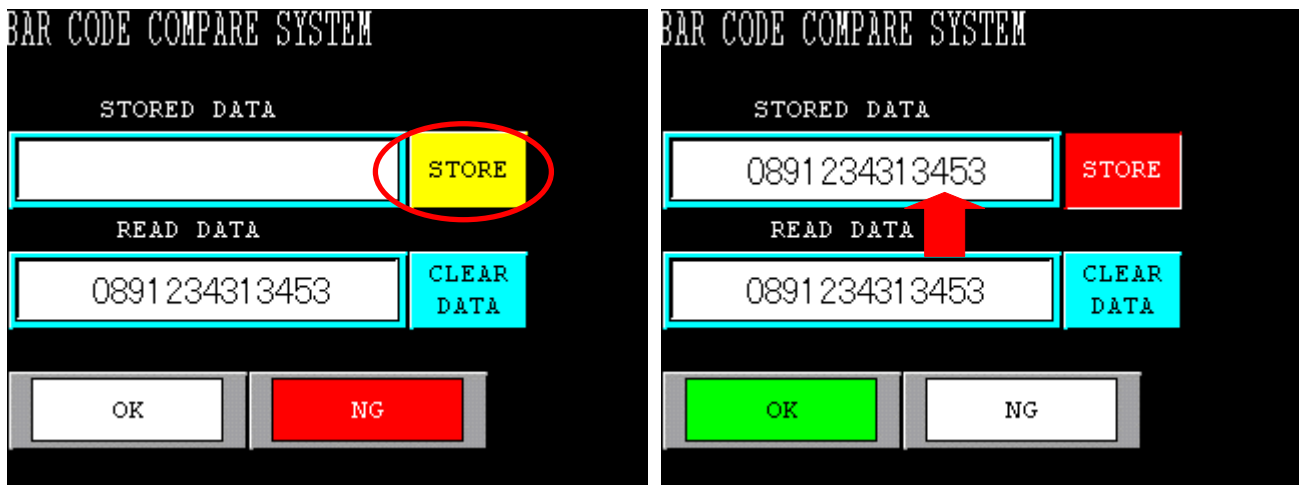 BAR CODE COMPARE SYSTEM
STORED DATA
STORE
READ DATA
0891234313453
CLEAR
DATA
OK
NG
BAR CODE COMPARE SYSTEM
STORED DATA
0891234313453
STORE
READ DATA
0891234313453
CLEAR
DATA
OK
NG